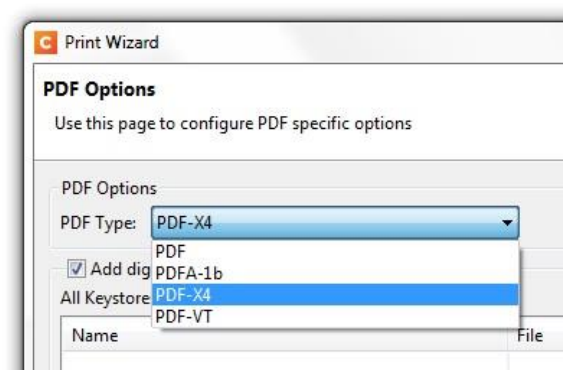 C Print Wizard
PDF Options
Use this page to configure PDF specific options
PDF Options
PDF Type: PDF-X4
PDF
Add dig
PDFA-1b
All Keystore
PDF-X4
PDF-VT
Name File